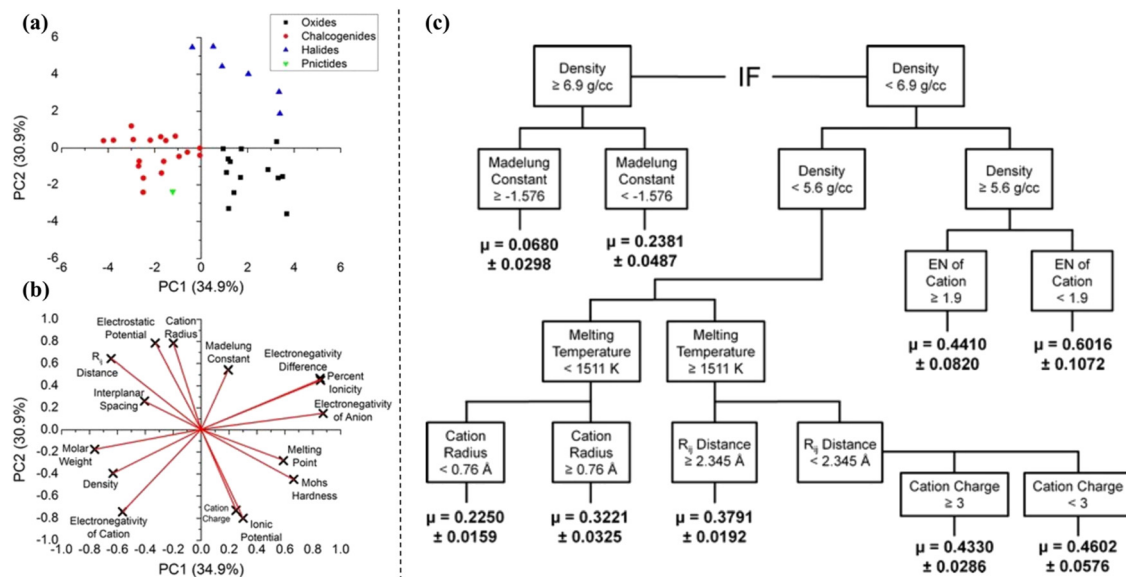 (a)
6
4
2
0
-2
-4
-6
PC2 (30.9%)
Oxides
Chalcogenides
Halides
Pnictides
-6 -4 -2 0 2 4 6
PC1 (34.9%)
(b)
1.0
0.8
0.6
0.4
0.2
0.0
-0.2
-0.4
-0.6
-0.8
-1.0
PC2 (30.9%)
Electrostatic
Potential
Cation
Radius
Madelung
Constant
Electronegativity
Difference
Percent
Ionicity
Electronegativity
of Anion
Rij
Distance
Interplanar
Spacing
Molar
Weight
Density
Electronegativity
of Cation
Cation
Charge
Ionic
Potential
Melting
Point
Mohs
Hardness
-1.0 -0.8 -0.6 -0.4 -0.2 0.0 0.2 0.4 0.6 0.8 1.0
PC1 (34.9%)
(c)
Density
≥ 6.9 g/cc
IF
Density
< 6.9 g/cc
Madelung
Constant
≥ -1.576
Madelung
Constant
< -1.576
Density
< 5.6 g/cc
Density
≥ 5.6 g/cc
μ = 0.0680
± 0.0298
μ = 0.2381
± 0.0487
EN of
Cation
≥ 1.9
EN of
Cation
< 1.9
μ = 0.4410
± 0.0820
μ = 0.6016
± 0.1072
Melting
Temperature
< 1511 K
Melting
Temperature
≥ 1511 K
Cation
Radius
< 0.76 Å
Cation
Radius
≥ 0.76 Å
Rij Distance
≥ 2.345 Å
Rij Distance
< 2.345 Å
μ = 0.2250
± 0.0159
μ = 0.3221
± 0.0325
μ = 0.3791
± 0.0192
Cation Charge
≥ 3
Cation Charge
< 3
μ = 0.4330
± 0.0286
μ = 0.4602
± 0.0576